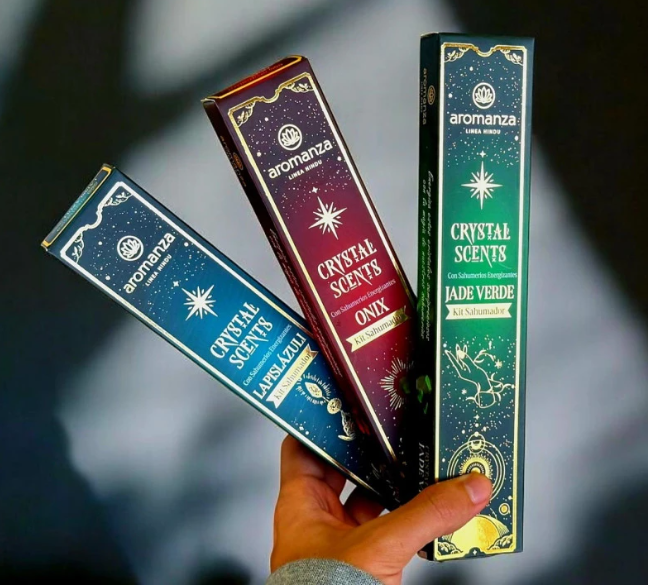 aromanza
LINEA HINDU
CRYSTAL
SCENTS
Con Sahumerios Energizantes
LAPISLÁZULI
Kit Sahumador
aromanza
LINEA HINDU
CRYSTAL
SCENTS
Con Sahumerios Energizantes
ONIX
Kit Sahumador
aromanza
LINEA HINDU
CRYSTAL
SCENTS
Con Sahumerios Energizantes
JADE VERDE
Kit Sahumador